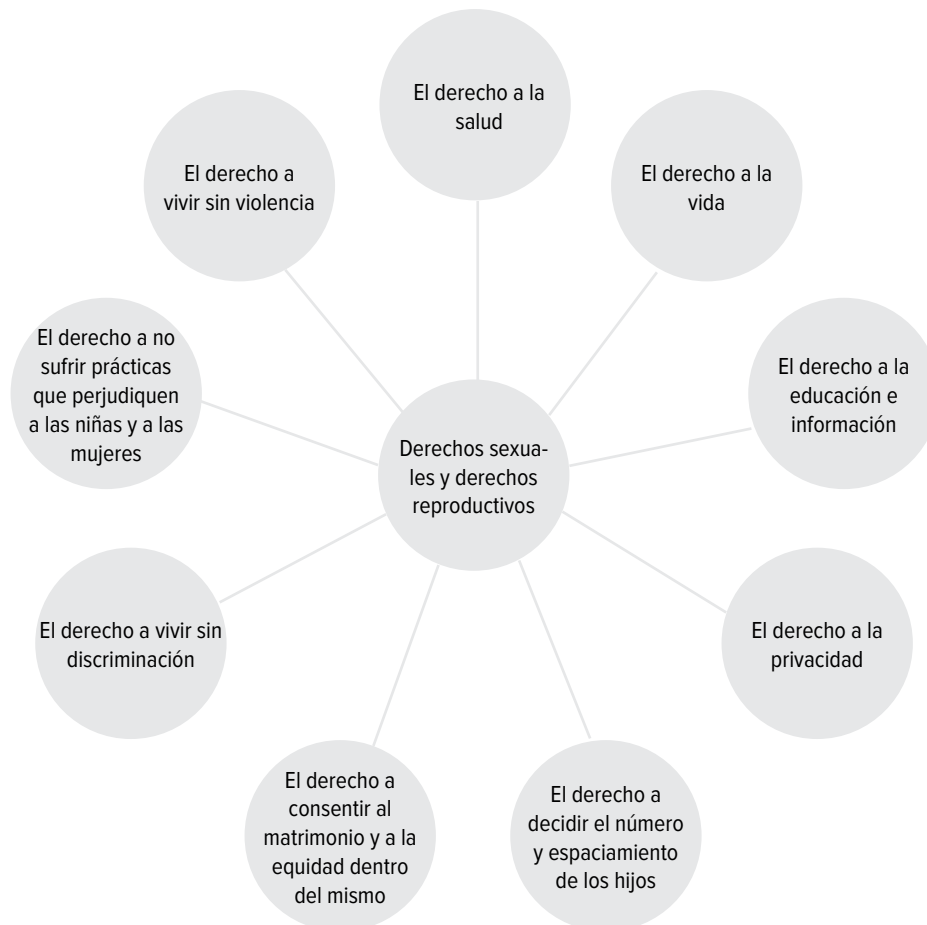 El derecho a la
salud
El derecho a la
vida
El derecho a la
educación e
información
El derecho a la
privacidad
El derecho a
decidir el número
y espaciamiento
de los hijos
El derecho a
consentir al
matrimonio y a la
equidad dentro
del mismo
El derecho a vivir sin
discriminación
El derecho a no
sufrir prácticas
que perjudiquen
a las niñas y a las
mujeres
El derecho a
vivir sin violencia
Derechos sexua-
les y derechos
reproductivos